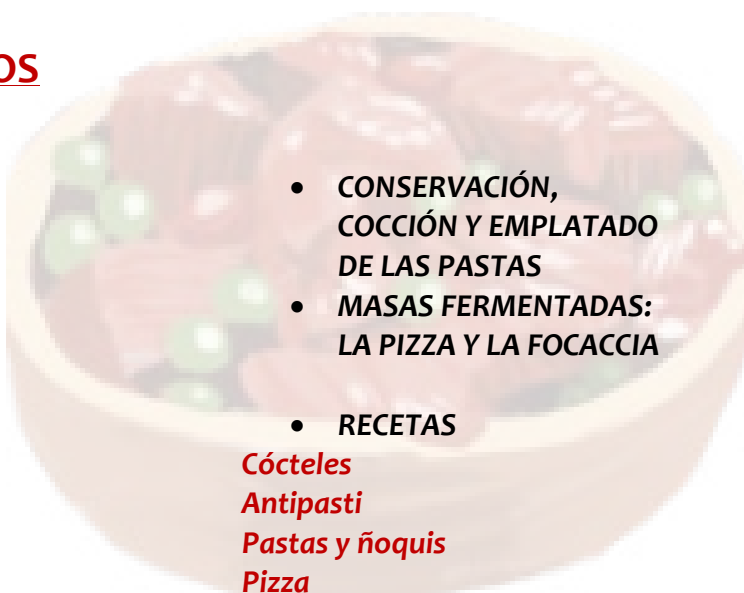 OS
• CONSERVACIÓN,
COCCIÓN Y EMPLATADO
DE LAS PASTAS
• MASAS FERMENTADAS:
LA PIZZA Y LA FOCACCIA
• RECETAS
Cócteles
Antipasti
Pastas y ñoquis
Pizza